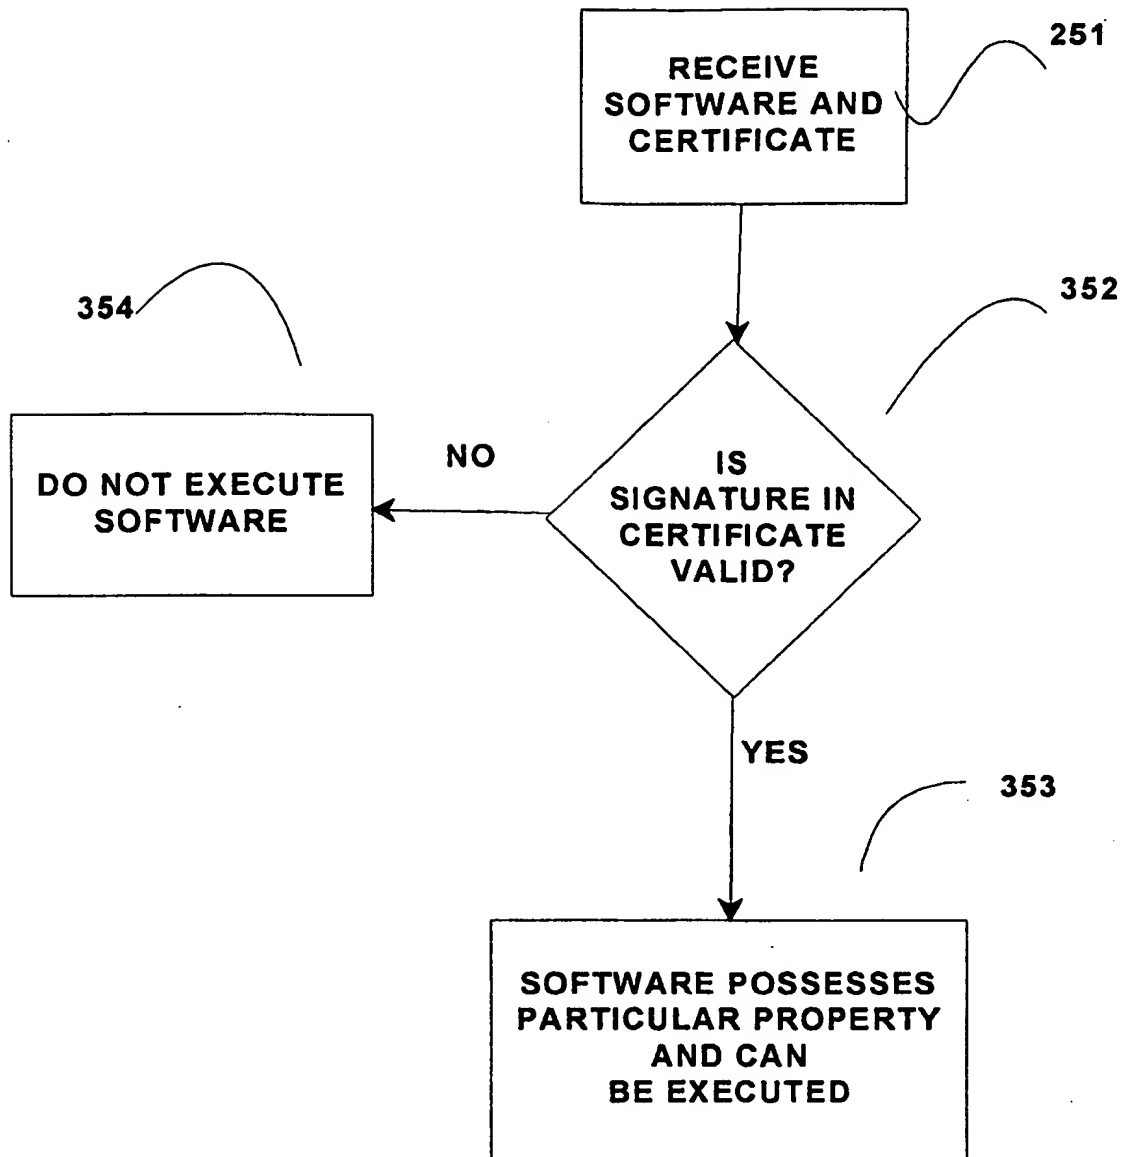 251
RECEIVE
SOFTWARE AND
CERTIFICATE
352
354
IS
SIGNATURE IN
CERTIFICATE
VALID?
NO
DO NOT EXECUTE
SOFTWARE
YES
353
SOFTWARE POSSESSES
PARTICULAR PROPERTY
AND CAN
BE EXECUTED